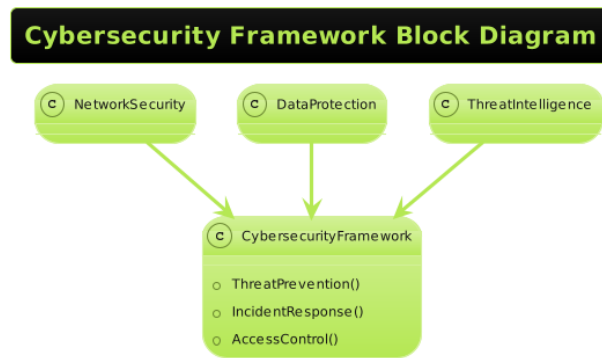 Cybersecurity Framework Block Diagram
C NetworkSecurity
C DataProtection
C ThreatIntelligence
C CybersecurityFramework
ThreatPrevention()
IncidentResponse()
AccessControl()